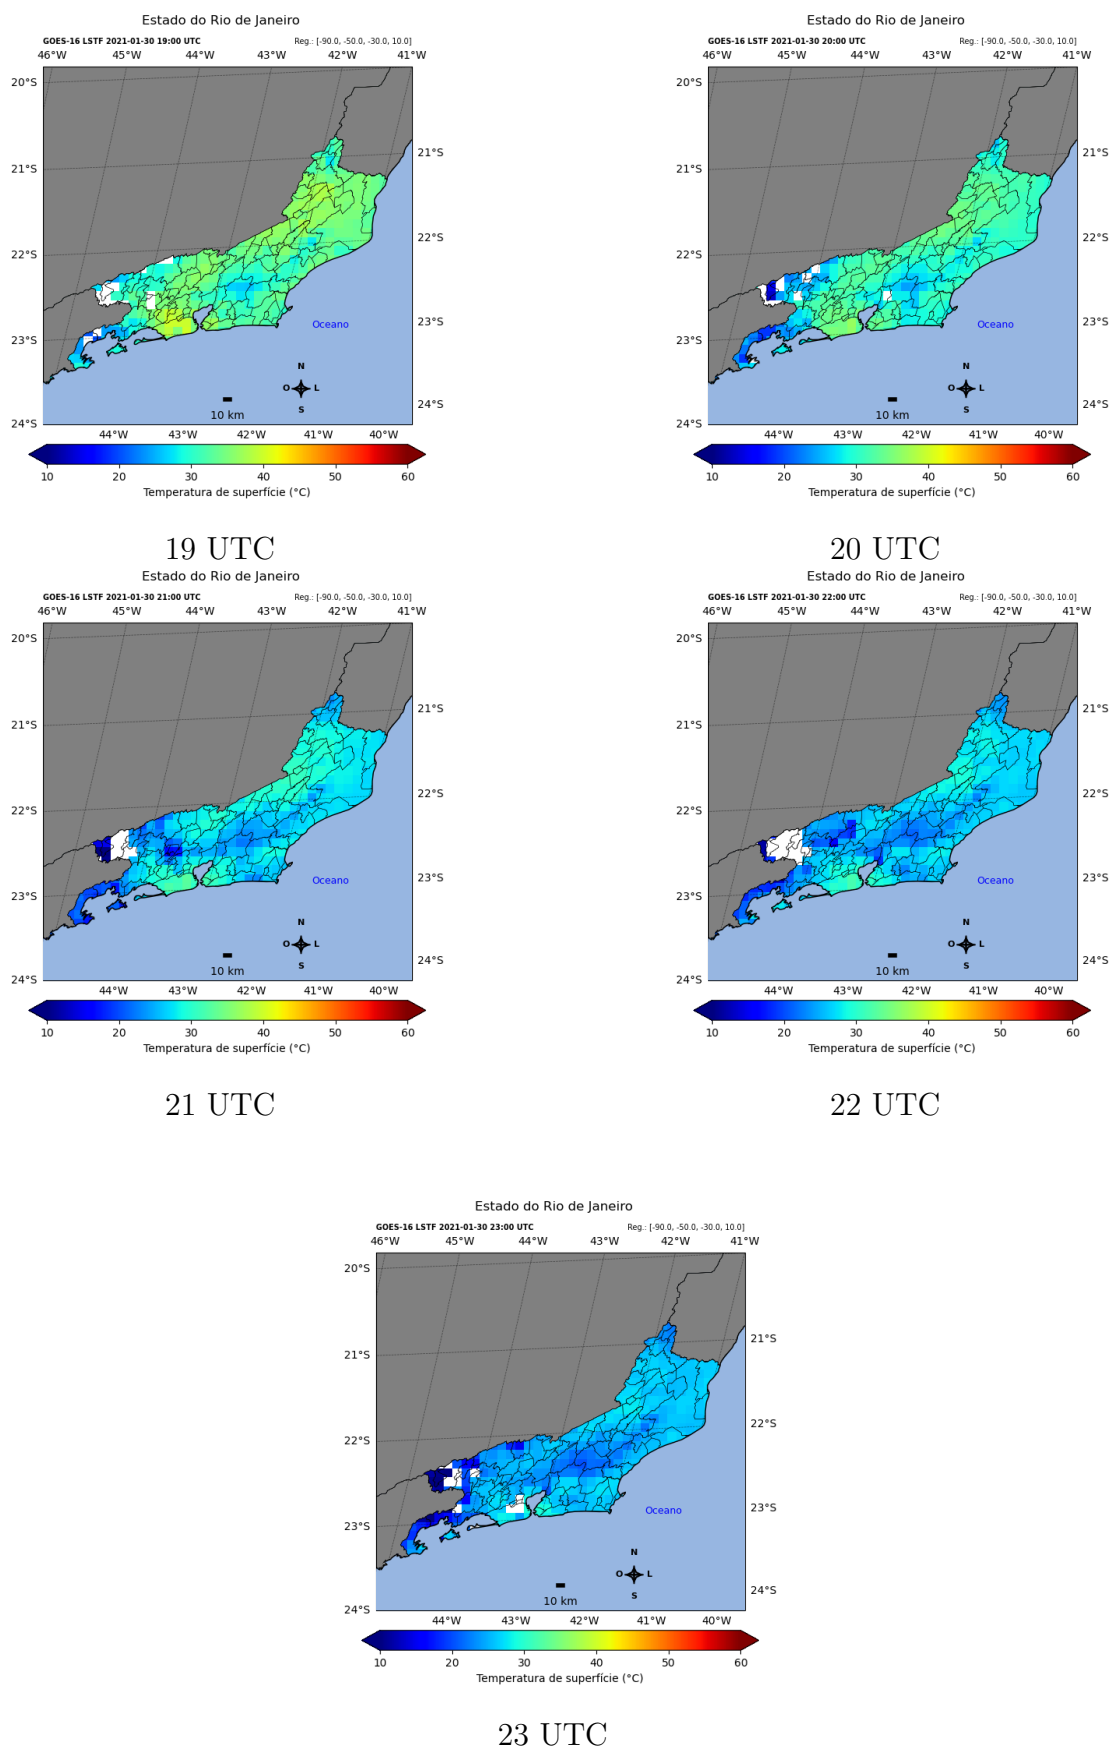 Estado do Rio de Janeiro
GOES-16 LSTF 2021-01-30 19:00 UTC Reg.: [-90.0, -50.0, -30.0, 10.0]
46°W 45°W 44°W 43°W 42°W 41°W
20°S
21°S 21°S
22°S 22°S
23°S 23°S
24°S 24°S
Oceano
N
O L
S
10 km
44°W 43°W 42°W 41°W 40°W
10 20 30 40 50 60
Temperatura de superfície (°C)
19 UTC
Estado do Rio de Janeiro
GOES-16 LSTF 2021-01-30 20:00 UTC Reg.: [-90.0, -50.0, -30.0, 10.0]
46°W 45°W 44°W 43°W 42°W 41°W
20°S
21°S 21°S
22°S 22°S
23°S 23°S
24°S 24°S
Oceano
N
O L
S
10 km
44°W 43°W 42°W 41°W 40°W
10 20 30 40 50 60
Temperatura de superfície (°C)
20 UTC
Estado do Rio de Janeiro
GOES-16 LSTF 2021-01-30 21:00 UTC Reg.: [-90.0, -50.0, -30.0, 10.0]
46°W 45°W 44°W 43°W 42°W 41°W
20°S
21°S 21°S
22°S 22°S
23°S 23°S
24°S 24°S
Oceano
N
O L
S
10 km
44°W 43°W 42°W 41°W 40°W
10 20 30 40 50 60
Temperatura de superfície (°C)
21 UTC
Estado do Rio de Janeiro
GOES-16 LSTF 2021-01-30 22:00 UTC Reg.: [-90.0, -50.0, -30.0, 10.0]
46°W 45°W 44°W 43°W 42°W 41°W
20°S
21°S 21°S
22°S 22°S
23°S 23°S
24°S 24°S
Oceano
N
O L
S
10 km
44°W 43°W 42°W 41°W 40°W
10 20 30 40 50 60
Temperatura de superfície (°C)
22 UTC
Estado do Rio de Janeiro
GOES-16 LSTF 2021-01-30 23:00 UTC Reg.: [-90.0, -50.0, -30.0, 10.0]
46°W 45°W 44°W 43°W 42°W 41°W
20°S
21°S 21°S
22°S 22°S
23°S 23°S
24°S 24°S
Oceano
N
O L
S
10 km
44°W 43°W 42°W 41°W 40°W
10 20 30 40 50 60
Temperatura de superfície (°C)
23 UTC